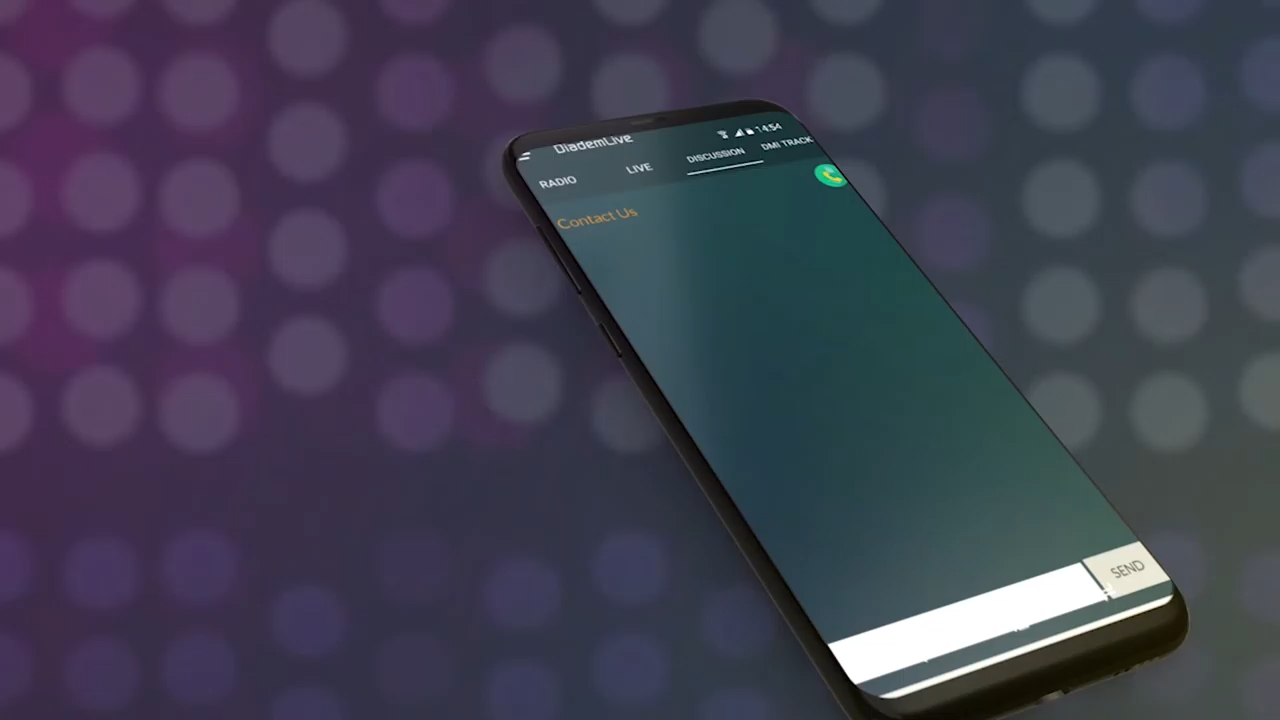 DiademLive
14:54
RADIO LIVE DISCUSSION DMI TRACK
Contact Us
SEND